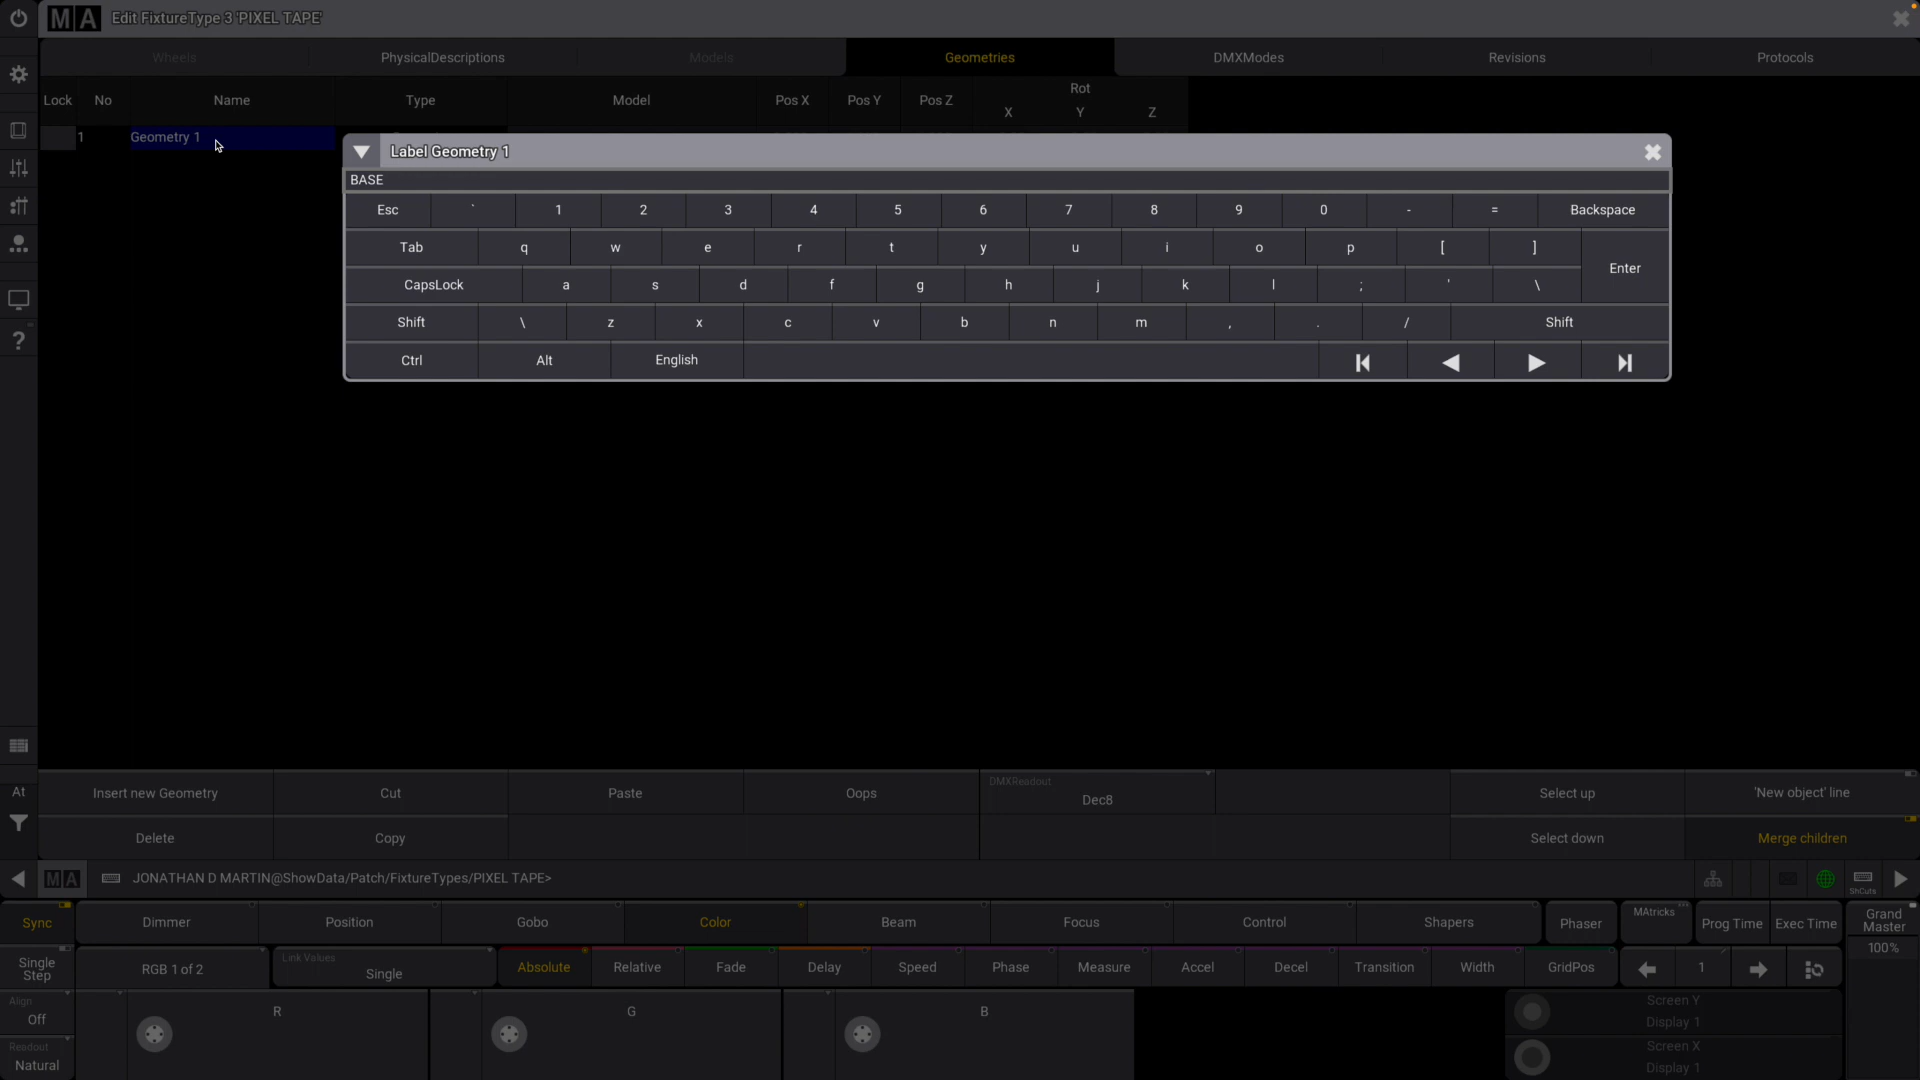 MA Edit FixtureType 3 'PIXEL TAPE'
Wheels PhysicalDescriptions Models Geometries DMXModes Revisions Protocols
Lock No Name Type Model Pos X Pos Y Pos Z Rot
X Y Z
1 Geometry 1
Label Geometry 1
BASE
Esc ` 1 2 3 4 5 6 7 8 9 0 - = Backspace
Tab q w e r t y u i o p [ ] Enter
CapsLock a s d f g h j k l ; ' \
Shift \ z x c v b n m , . / Shift
Ctrl Alt English
Insert new Geometry Cut Paste Oops DMXReadout Dec8 Select up 'New object' line
Delete Copy Select down Merge children
At
MA JONATHAN D MARTIN@ShowData/Patch/FixtureTypes/PIXEL TAPE> ShCuts
Sync Dimmer Position Gobo Color Beam Focus Control Shapers Phaser MAtricks Prog Time Exec Time Grand Master
100%
Single Step RGB 1 of 2 Link Values Single Absolute Relative Fade Delay Speed Phase Measure Accel Decel Transition Width GridPos 1
Align Off R G B Screen Y Display 1
Readout Natural Screen X Display 1